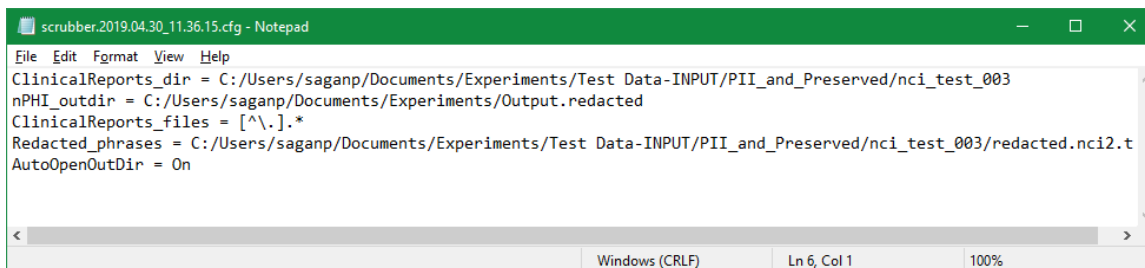 scrubber.2019.04.30_11.36.15.cfg - Notepad
File Edit Format View Help
ClinicalReports_dir = C:/Users/saganp/Documents/Experiments/Test Data-INPUT/PII_and_Preserved/nci_test_003
nPHI_outdir = C:/Users/saganp/Documents/Experiments/Output.redacted
ClinicalReports_files = [^\.].*
Redacted_phrases = C:/Users/saganp/Documents/Experiments/Test Data-INPUT/PII_and_Preserved/nci_test_003/redacted.nci2.t
AutoOpenOutDir = On
Windows (CRLF) Ln 6, Col 1 100%